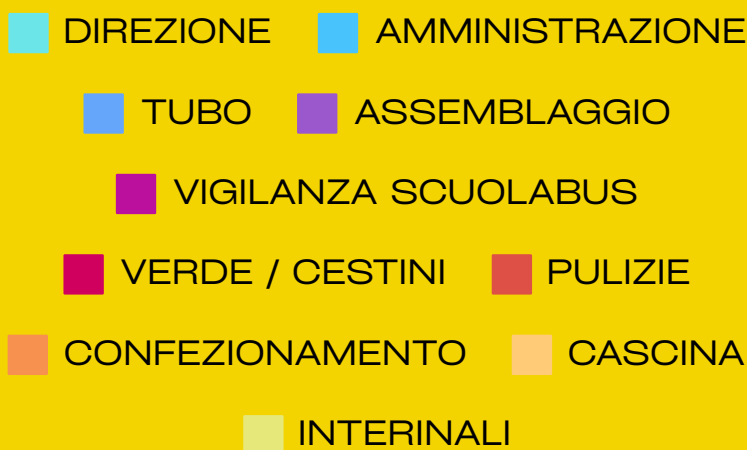 DIREZIONE AMMINISTRAZIONE
TUBO ASSEMBLAGGIO
VIGILANZA SCUOLABUS
VERDE / CESTINI PULIZIE
CONFEZIONAMENTO CASCINA
INTERINALI